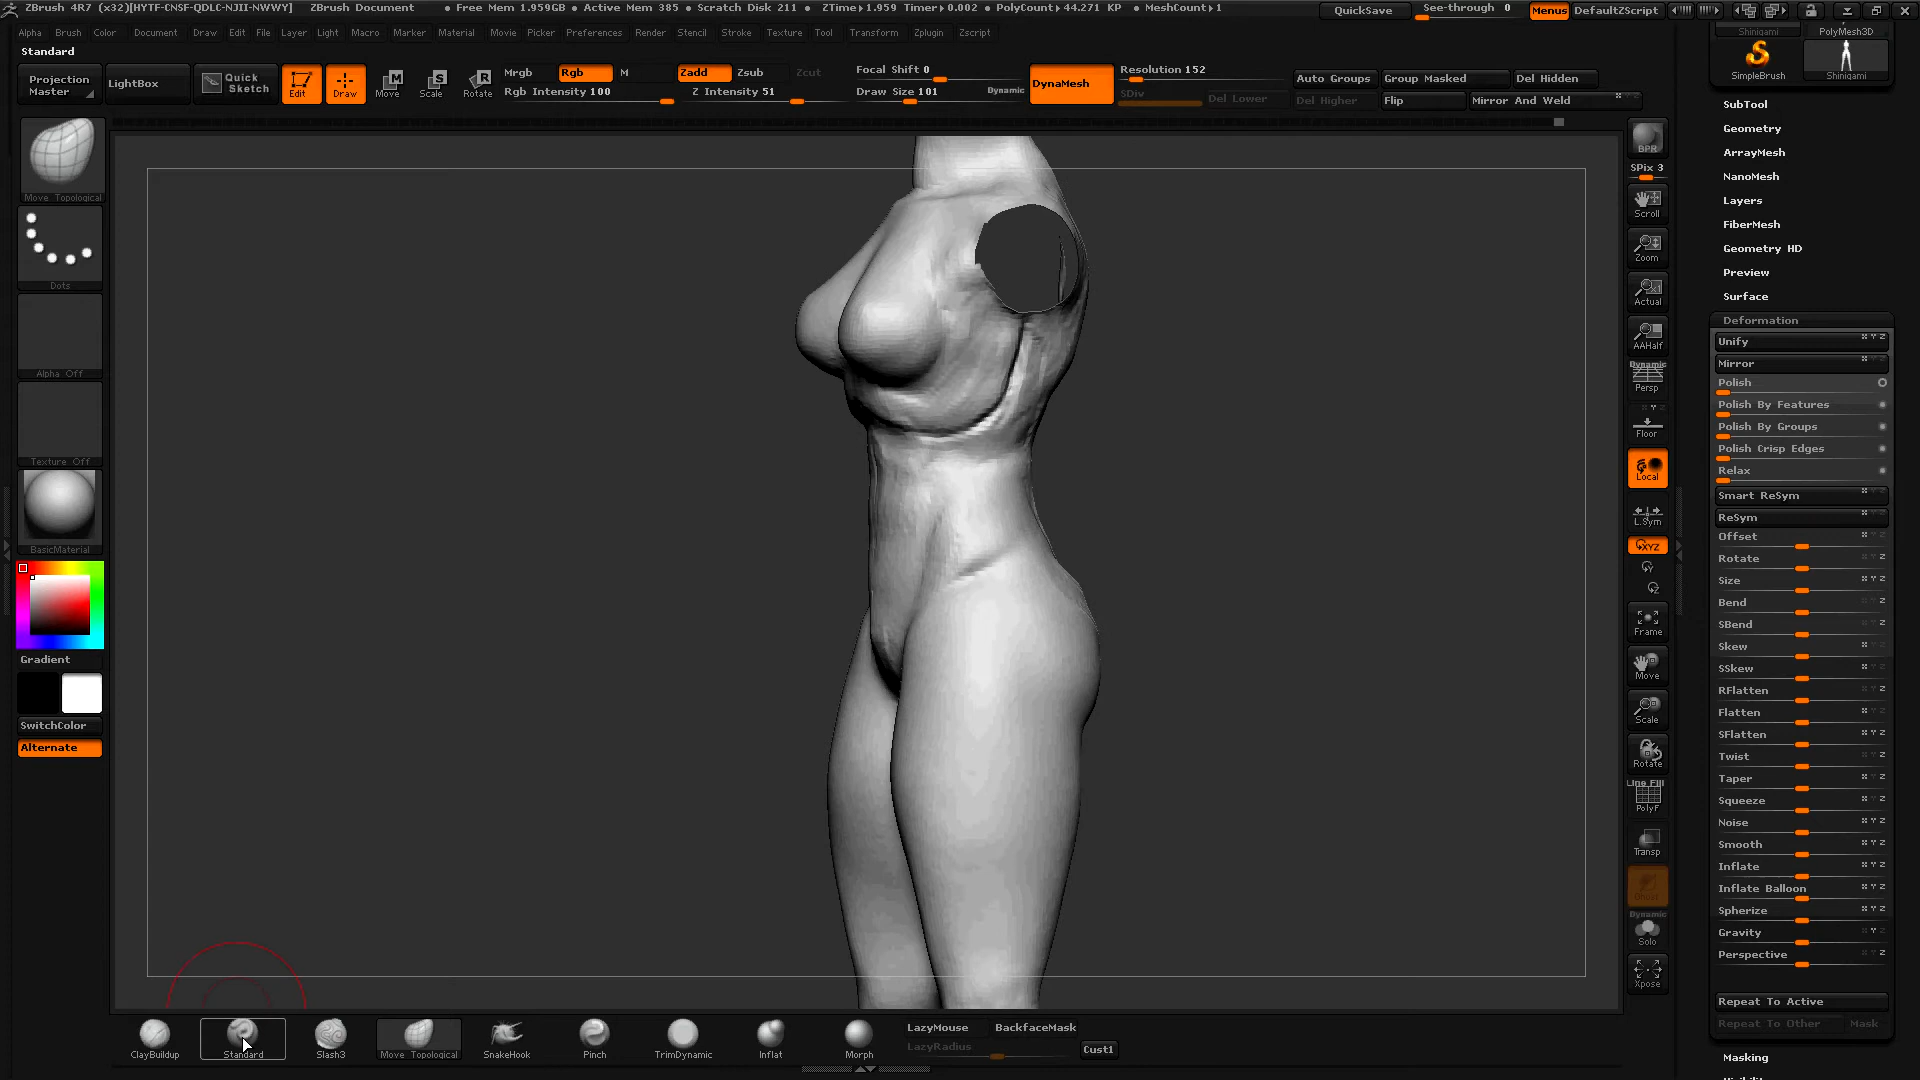 ZBrush 4R7 (x32)[HYTF-CNSF-QDLC-NJII-NWWY] ZBrush Document • Free Mem 1.959GB • Active Mem 385 • Scratch Disk 211 • ZTime▸1.959 Timer▸0.002 • PolyCount▸44.271 KP • MeshCount▸1 QuickSave See-through 0 Menus DefaultZScript
Alpha Brush Color Document Draw Edit File Layer Light Macro Marker Material Movie Picker Preferences Render Stencil Stroke Texture Tool Transform Zplugin Zscript
Standard
Projection Master
LightBox
Quick Sketch
Edit
Draw
Move
Scale
Rotate
Mrgb Rgb M
Rgb Intensity 100
Zadd Zsub Zcut
Z Intensity 51
Focal Shift 0
Draw Size 101
Dynamic
DynaMesh
Resolution 152
SDiv
Del Lower
Auto Groups Group Masked Del Hidden
Del Higher Flip Mirror And Weld
Move Topological
Dots
Alpha Off
Texture Off
BasicMaterial
Gradient
SwitchColor
Alternate
BPR
SPix 3
Scroll
Zoom
Actual
AAHalf
Dynamic
Persp
Floor
Local
L.Sym
XYZ
Frame
Move
Scale
Rotate
Line Fill
PolyF
Transp
Dynamic
Solo
Xpose
Shinigami
PolyMesh3D
SimpleBrush
Shinigami
SubTool
Geometry
ArrayMesh
NanoMesh
Layers
FiberMesh
Geometry HD
Preview
Surface
Deformation
Unify
Mirror
Polish
Polish By Features
Polish By Groups
Polish Crisp Edges
Relax
Smart ReSym
ReSym
Offset
Rotate
Size
Bend
SBend
Skew
SSkew
RFlatten
Flatten
SFlatten
Twist
Taper
Squeeze
Noise
Smooth
Inflate
Inflate Balloon
Spherize
Gravity
Perspective
Repeat To Active
Repeat To Other Mask
Masking
ClayBuildup
Standard
Slash3
Move Topological
SnakeHook
Pinch
TrimDynamic
Inflat
Morph
LazyMouse
BackfaceMask
LazyRadius
Cust1